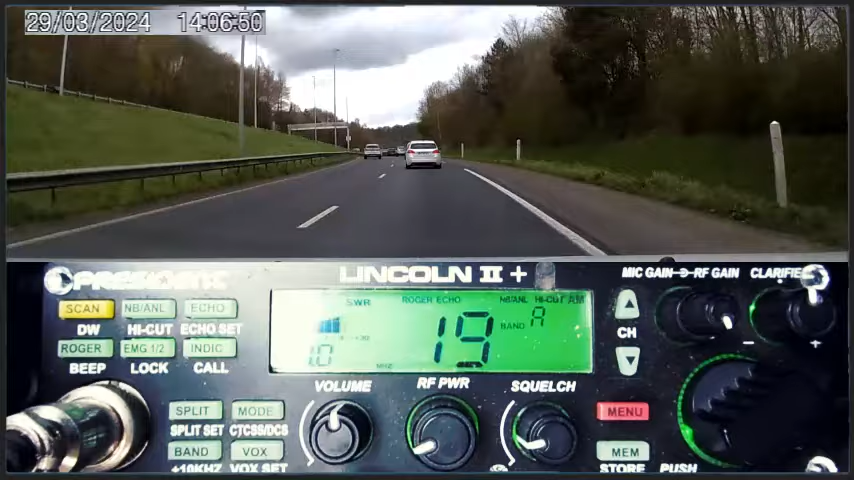 29/03/2024 14:06:50
PRESIDENT LINCOLN II +
MIC GAIN RF GAIN CLARIFIER
SCAN NB/ANL ECHO
DW HI-CUT ECHO SET
ROGER EMG 1/2 INDIC
BEEP LOCK CALL
SWR ROGER ECHO NB/ANL HI-CUT AM
19 BAND A
1.0
CH
- +
VOLUME RF PWR SQUELCH
SPLIT MODE
SPLIT SET CTCSS/DCS
BAND VOX
+10KHZ VOX SET
MENU
MEM
STORE PUSH